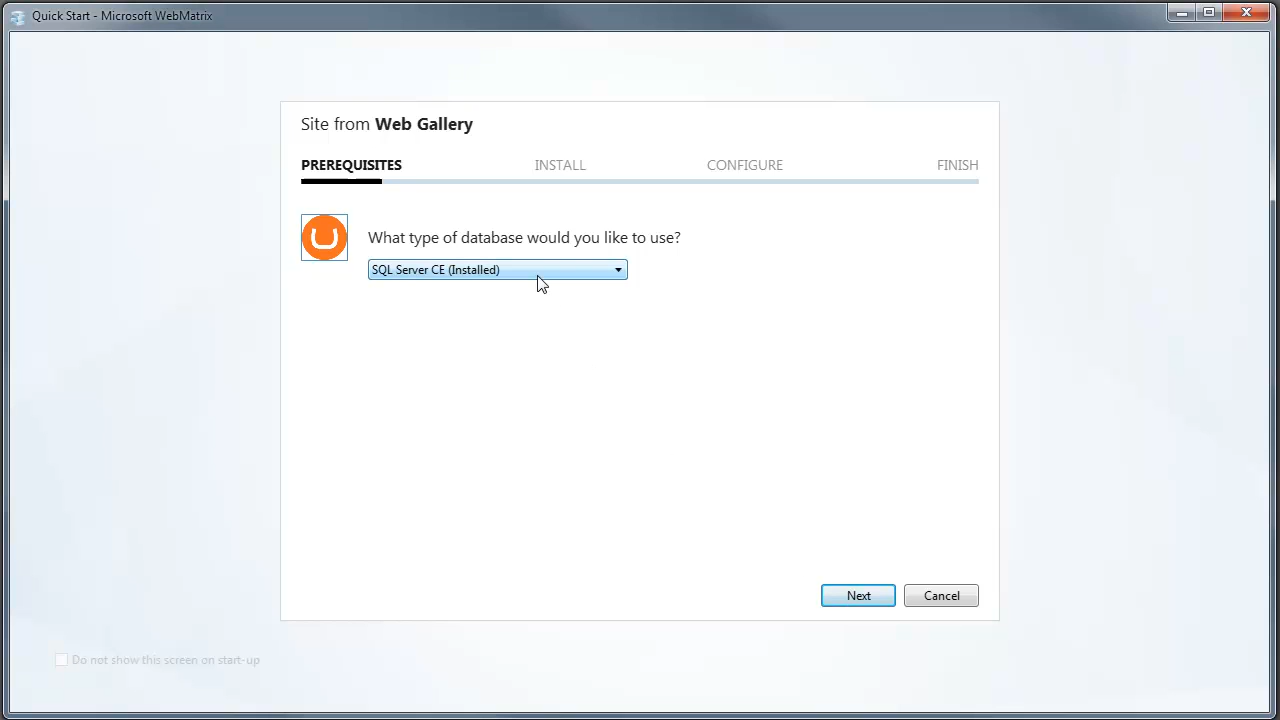 Quick Start - Microsoft WebMatrix
Site from Web Gallery
PREREQUISITES INSTALL CONFIGURE FINISH
What type of database would you like to use?
SQL Server CE (Installed)
Next Cancel
Do not show this screen on start-up